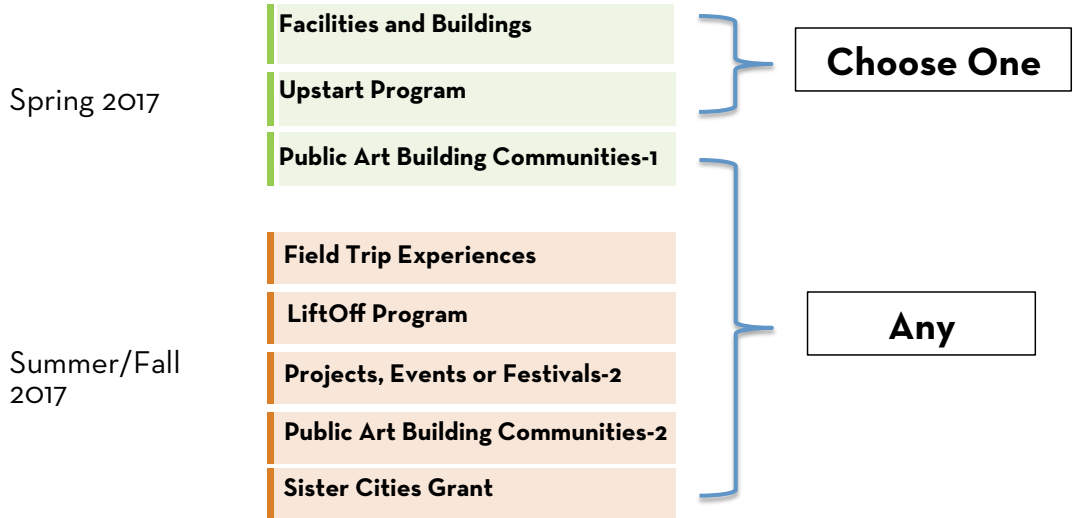 Facilities and Buildings
Choose One
Spring 2017
Upstart Program
Public Art Building Communities-1
Field Trip Experiences
LiftOff Program
Any
Summer/Fall
2017
Projects, Events or Festivals-2
Public Art Building Communities-2
Sister Cities Grant